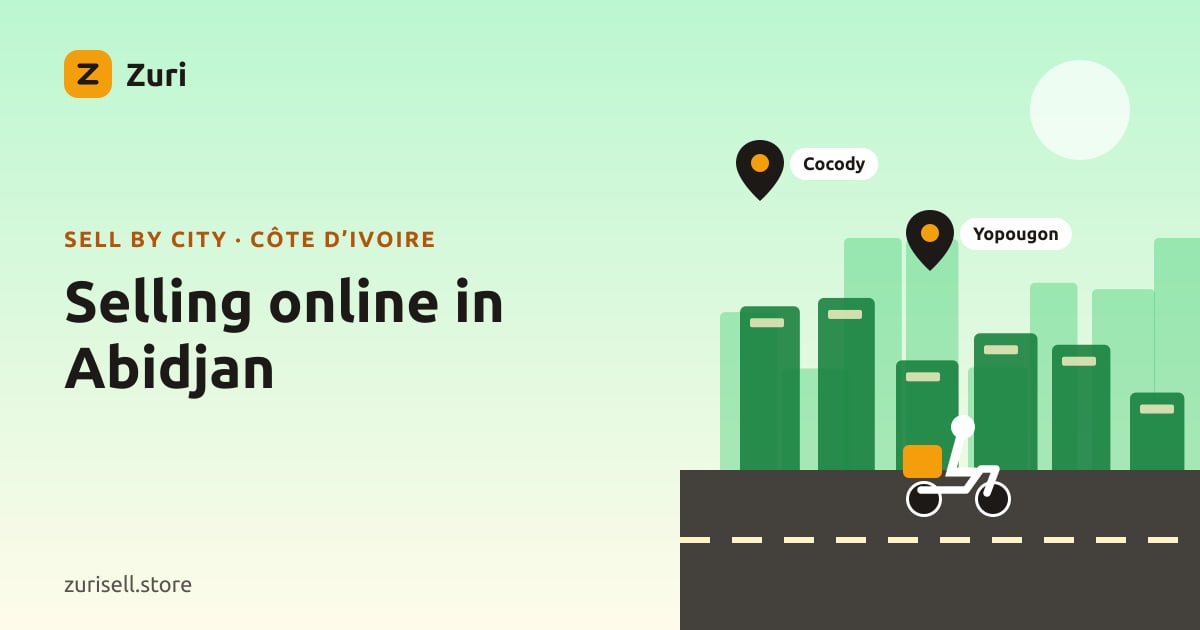 Z
Zuri
Cocody
Yopougon
SELL BY CITY · CÔTE D’IVOIRE
Selling online in
Abidjan
zurisell.store